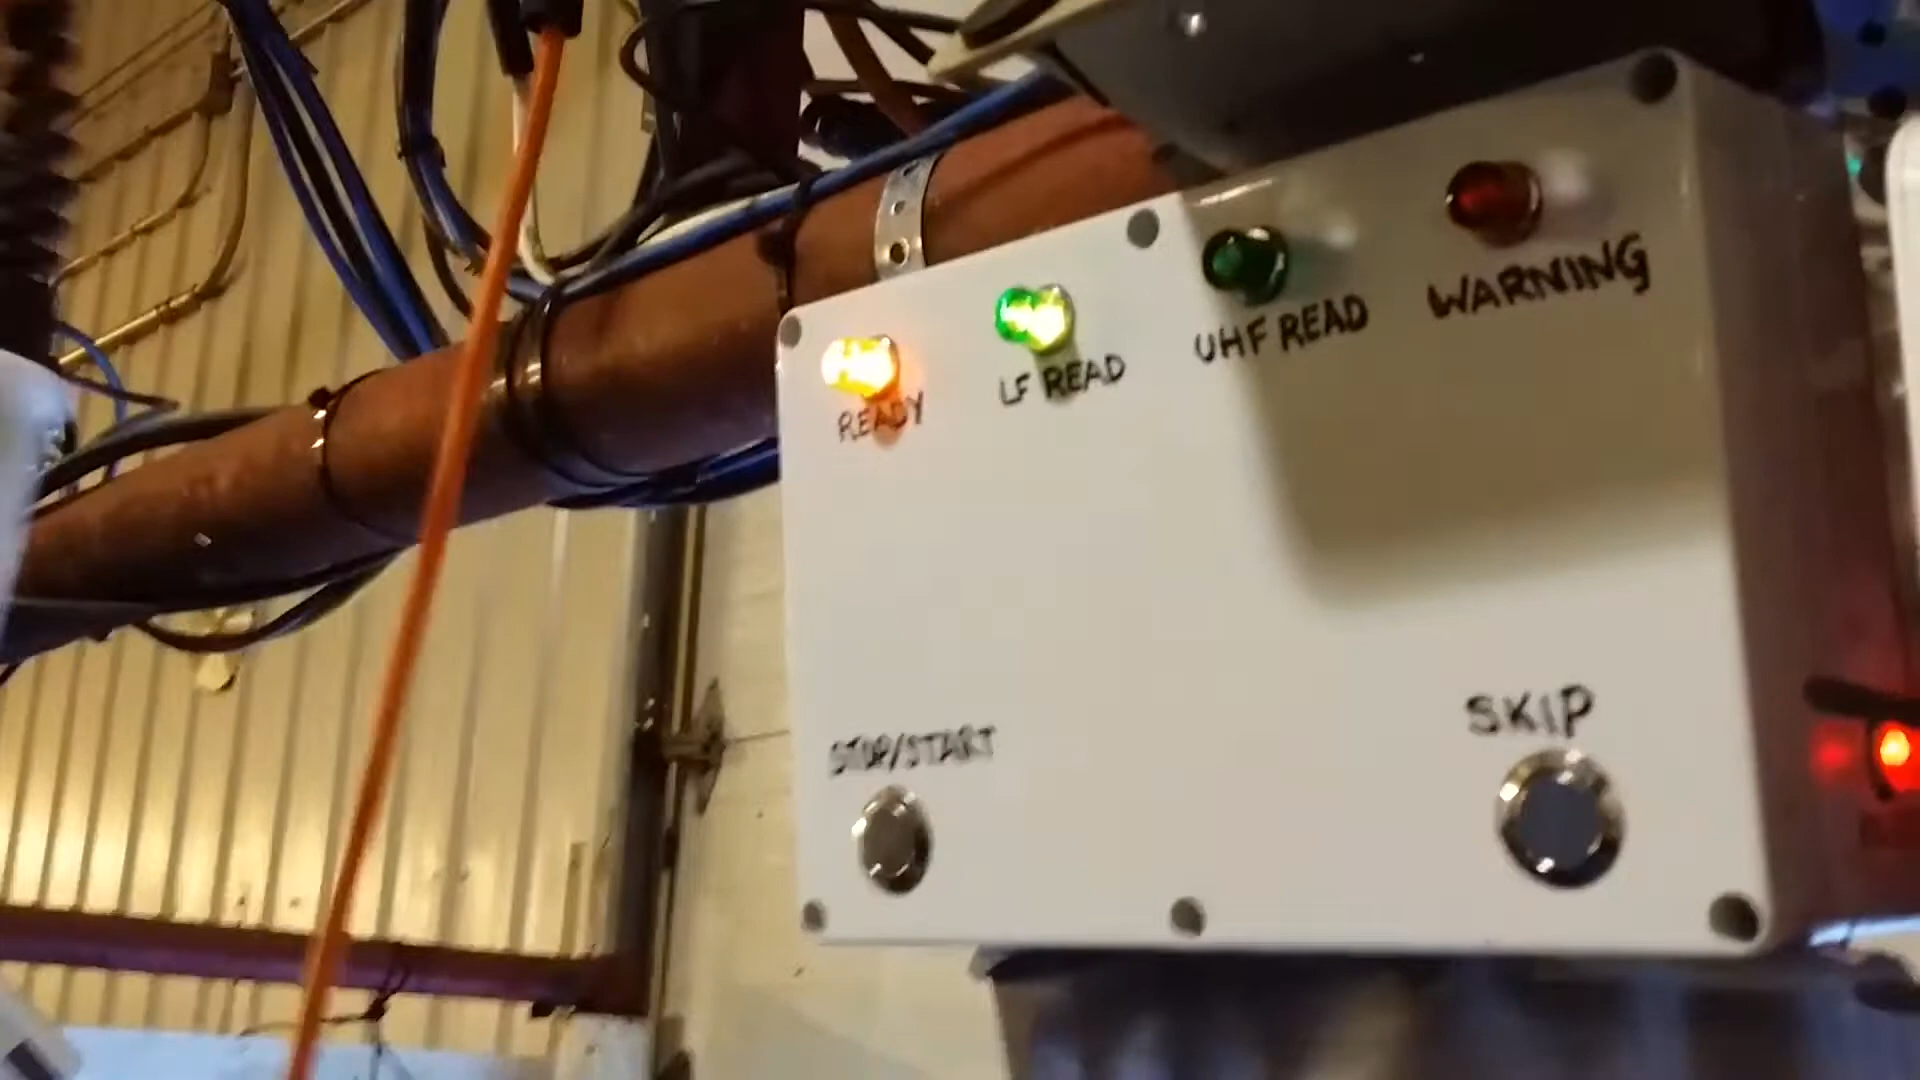 READY
LF READ
UHF READ
WARNING
STOP/START
SKIP